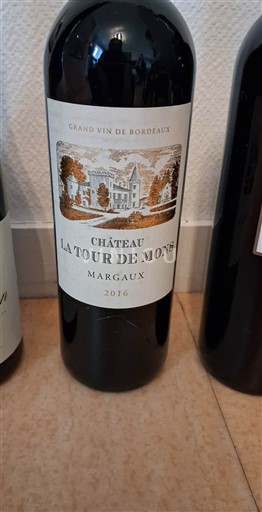 GRAND VIN DE BORDEAUX
CHÂTEAU
LA TOUR DE MONS
MARGAUX
2016